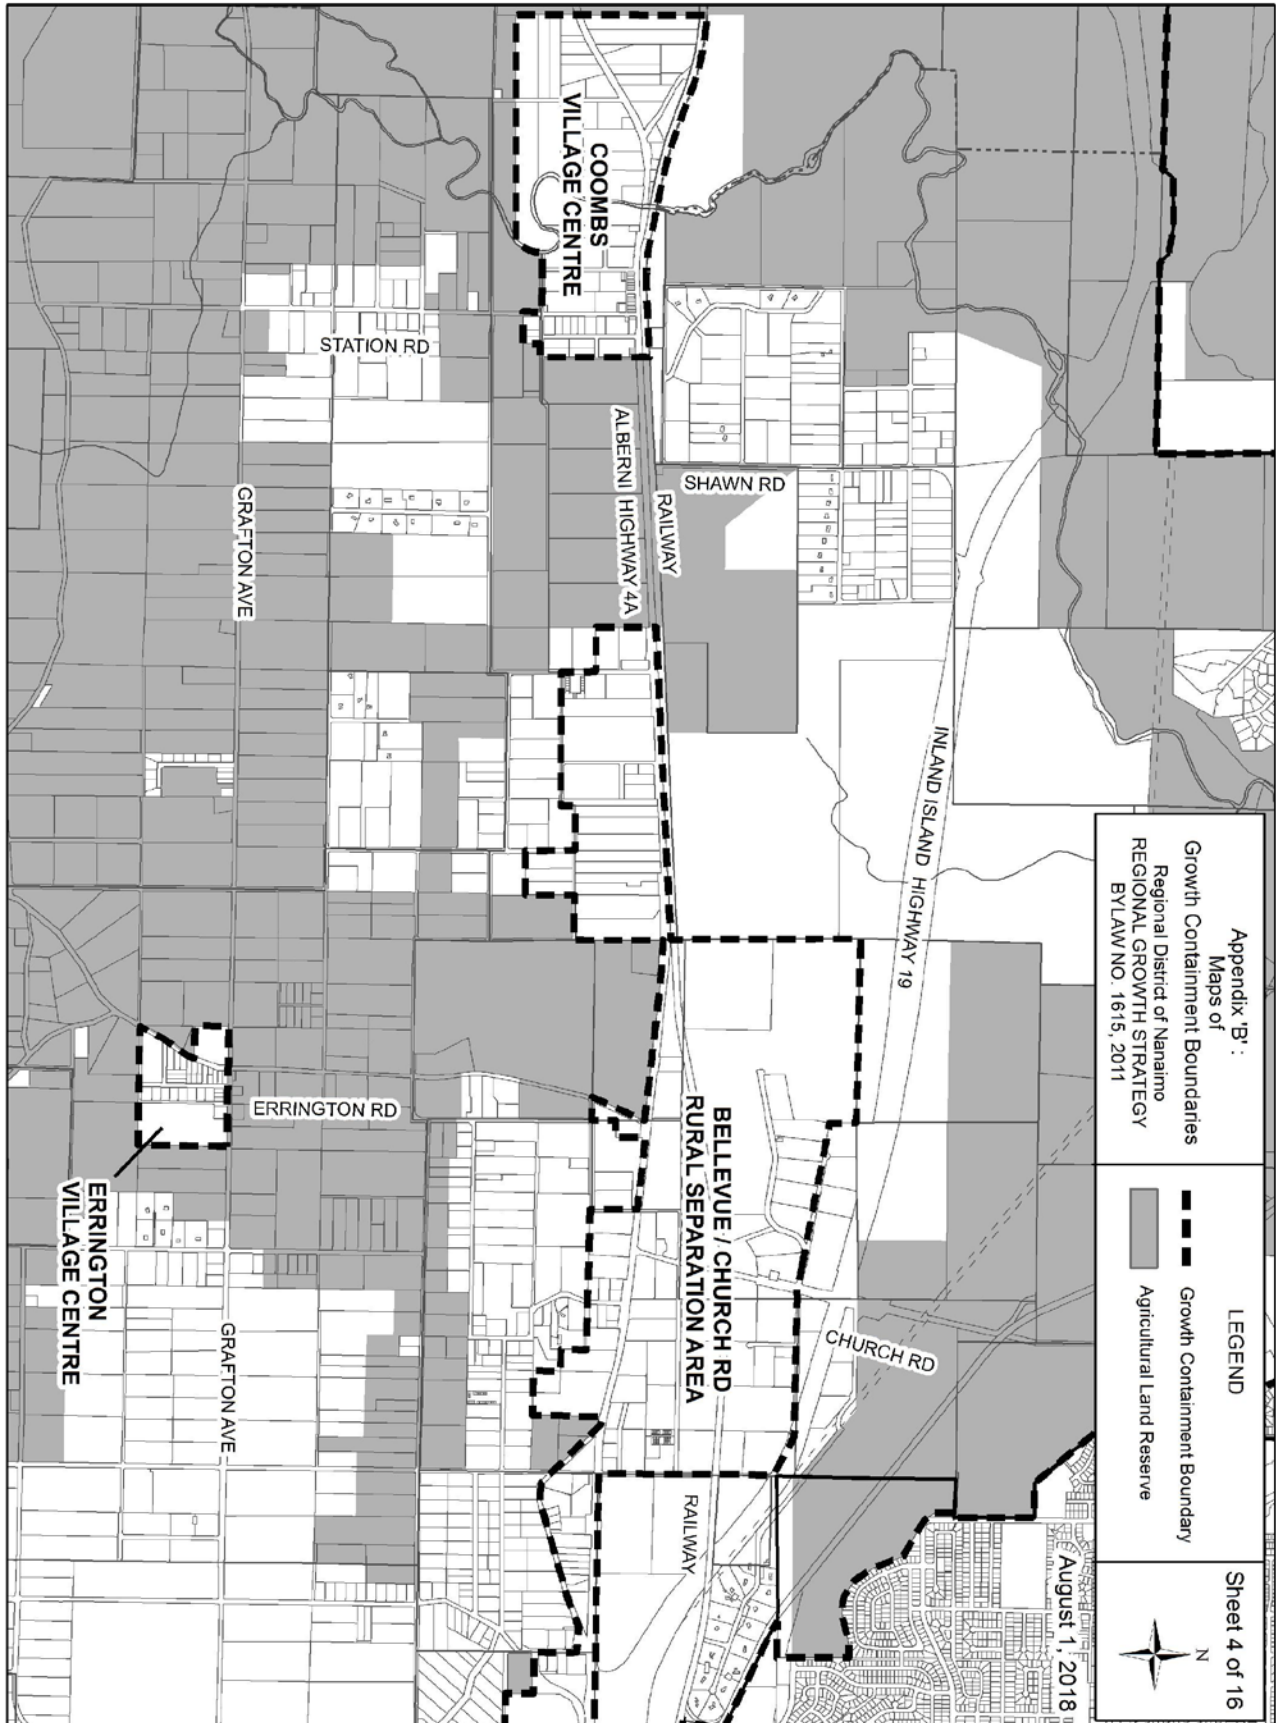 Appendix 'B' :
Maps of
Growth Containment Boundaries
Regional District of Nanaimo
REGIONAL GROWTH STRATEGY
BYLAW NO. 1615, 2011
LEGEND
Growth Containment Boundary
Agricultural Land Reserve
Sheet 4 of 16
N
August 1, 2018
INLAND ISLAND HIGHWAY 19
CHURCH RD
SHAWN RD
RAILWAY
ALBERNI HIGHWAY 4A
COOMBS
VILLAGE CENTRE
BELLEVUE / CHURCH RD
RURAL SEPARATION AREA
RAILWAY
STATION RD
GRAFTON AVE
ERRINGTON RD
GRAFTON AVE
ERRINGTON
VILLAGE CENTRE